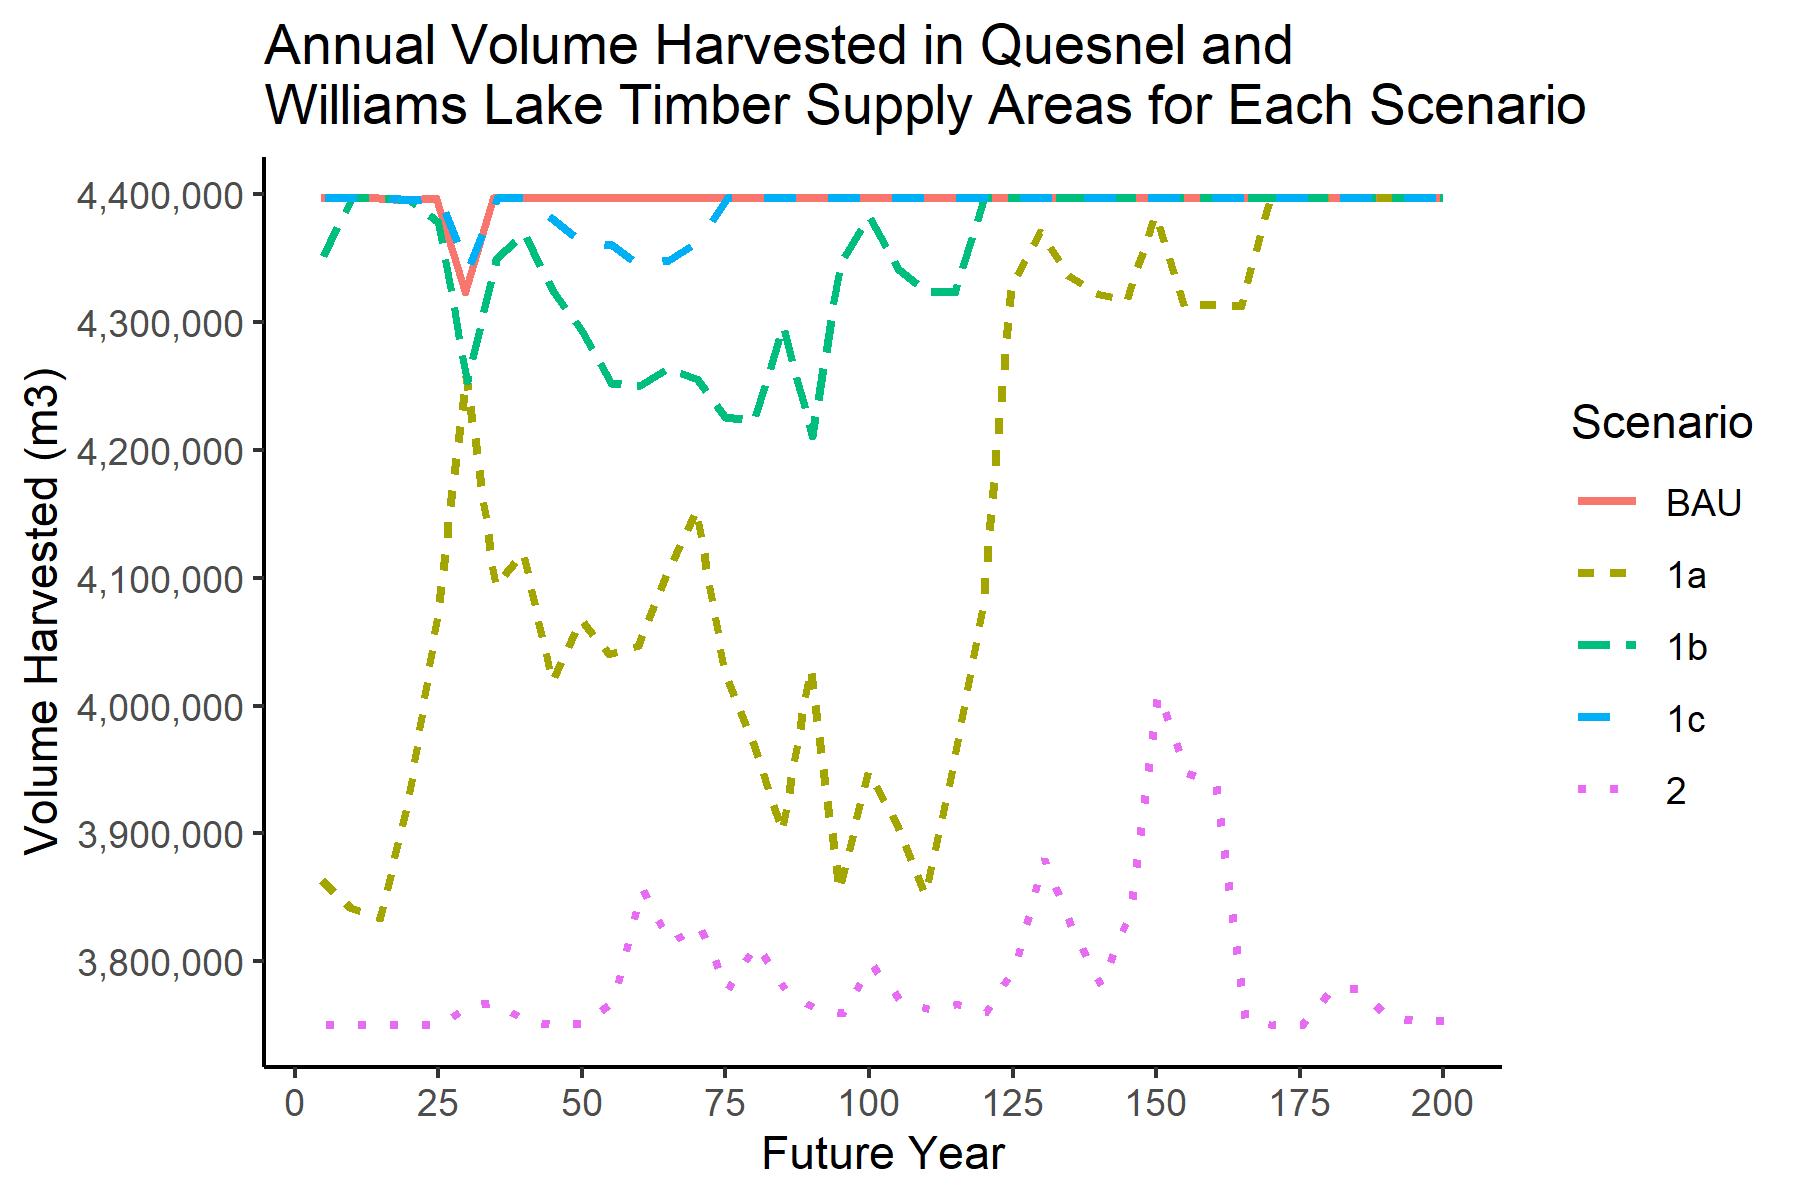 Annual Volume Harvested in Quesnel and
Williams Lake Timber Supply Areas for Each Scenario
Volume Harvested (m3)
4,400,000
4,300,000
4,200,000
4,100,000
4,000,000
3,900,000
3,800,000
0 25 50 75 100 125 150 175 200
Future Year
Scenario
BAU
1a
1b
1c
2